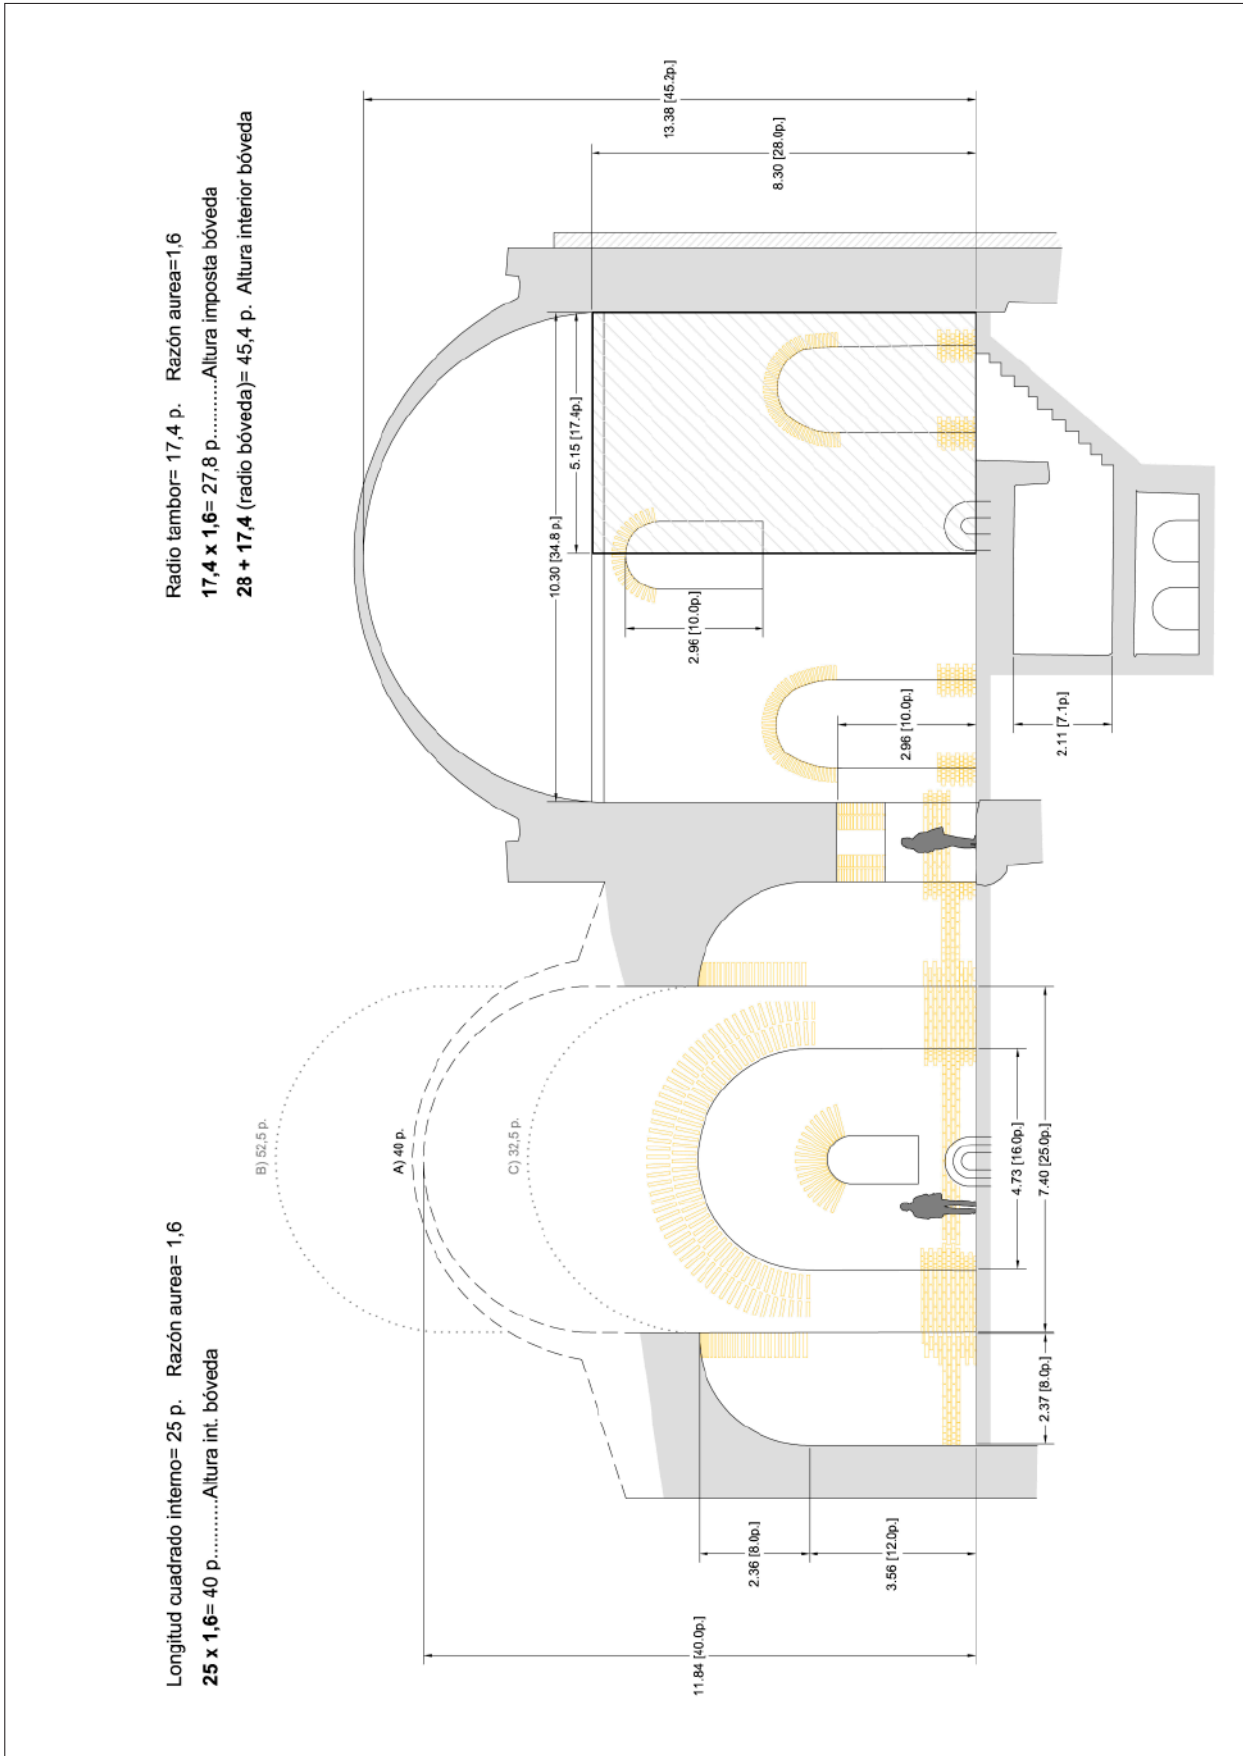 Longitud cuadrado interno= 25 p. Razón aurea= 1,6
25 x 1,6= 40 p..........Altura int. bóveda
Radio tambor= 17,4 p. Razón aurea=1,6
17,4 x 1,6= 27,8 p..........Altura imposta bóveda
28 + 17,4 (radio bóveda)= 45,4 p. Altura interior bóveda
B) 52,5 p.
A) 40 p.
C) 32,5 p.
11.84 [40.0p.]
2.36 [8.0p.]
3.56 [12.0p.]
2.37 [8.0p.]
4.73 [16.0p.]
7.40 [25.0p.]
10.30 [34.8 p.]
5.15 [17.4p.]
2.96 [10.0p.]
2.96 [10.0p.]
2.11 [7.1p.]
13.38 [45.2p.]
8.30 [28.0p.]